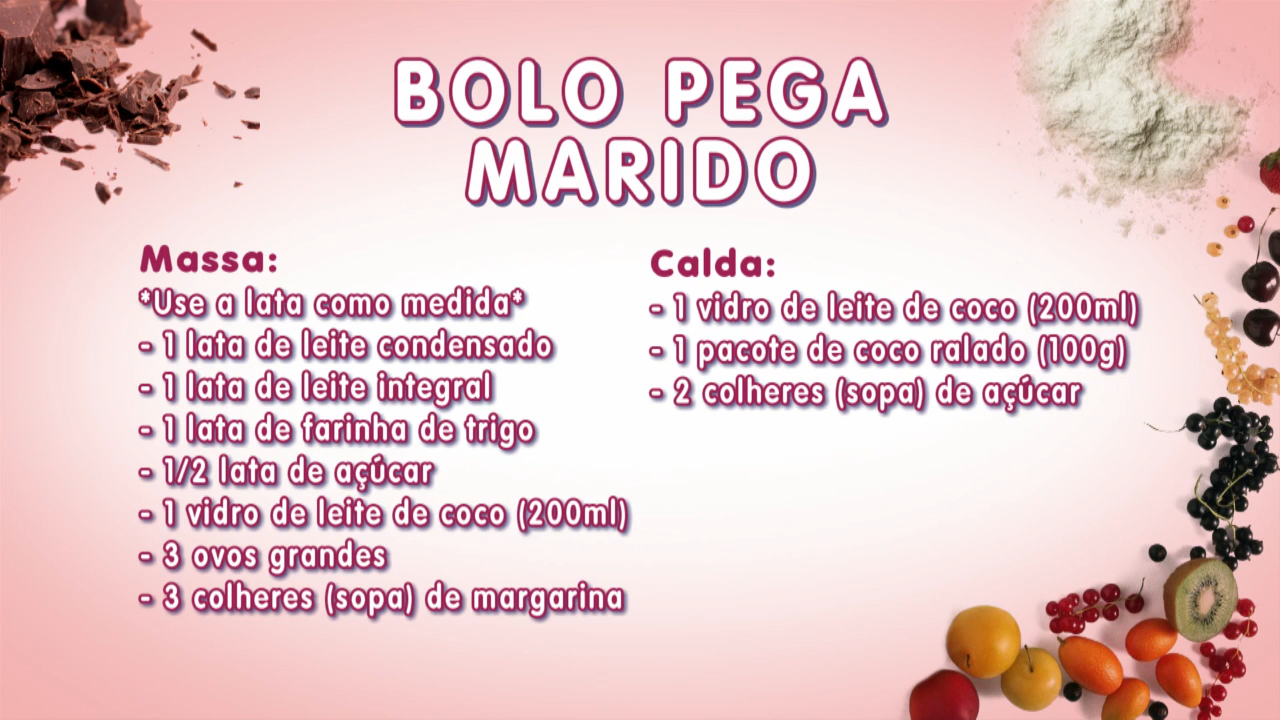 BOLO PEGA
MARIDO
Massa:
*Use a lata como medida*
- 1 lata de leite condensado
- 1 lata de leite integral
- 1 lata de farinha de trigo
- 1/2 lata de açúcar
- 1 vidro de leite de coco (200ml)
- 3 ovos grandes
- 3 colheres (sopa) de margarina
Calda:
- 1 vidro de leite de coco (200ml)
- 1 pacote de coco ralado (100g)
- 2 colheres (sopa) de açúcar